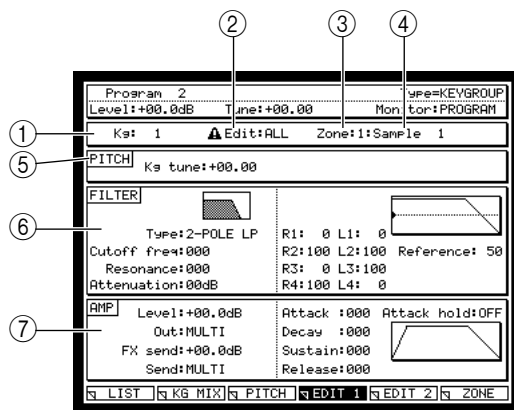 ② ③ ④
Program 2 Type=KEYGROUP
Level:+00.0dB Tune:+00.00 Monitor:PROGRAM
① Kg: 1 Edit:ALL Zone:1:Sample 1
⑤ PITCH
Kg tune:+00.00
FILTER
⑥ Type:2-POLE LP R1: 0 L1: 0
Cutoff freq:000 R2:100 L2:100 Reference: 50
Resonance:000 R3: 0 L3:100
Attenuation:00dB R4:100 L4: 0
AMP
⑦ Level:+00.0dB Attack :000 Attack hold:OFF
Out:MULTI Decay :000
FX send:+00.0dB Sustain:000
Send:MULTI Release:000
LIST KG MIX PITCH EDIT 1 EDIT 2 ZONE